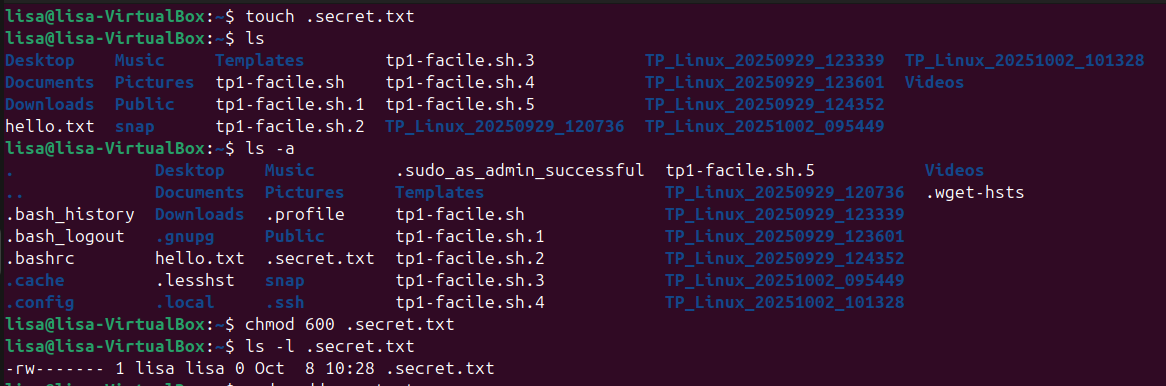 lisa@lisa-VirtualBox:~$ touch .secret.txt
lisa@lisa-VirtualBox:~$ ls
Desktop Music Templates tp1-facile.sh.3 TP_Linux_20250929_123339 TP_Linux_20251002_101328
Documents Pictures tp1-facile.sh tp1-facile.sh.4 TP_Linux_20250929_123601 Videos
Downloads Public tp1-facile.sh.1 tp1-facile.sh.5 TP_Linux_20250929_124352
hello.txt snap tp1-facile.sh.2 TP_Linux_20250929_120736 TP_Linux_20251002_095449
lisa@lisa-VirtualBox:~$ ls -a
. Desktop Music .sudo_as_admin_successful tp1-facile.sh.5 Videos
.. Documents Pictures Templates TP_Linux_20250929_120736 .wget-hsts
.bash_history Downloads .profile tp1-facile.sh TP_Linux_20250929_123339
.bash_logout .gnupg Public tp1-facile.sh.1 TP_Linux_20250929_123601
.bashrc hello.txt .secret.txt tp1-facile.sh.2 TP_Linux_20250929_124352
.cache .lesshst snap tp1-facile.sh.3 TP_Linux_20251002_095449
.config .local .ssh tp1-facile.sh.4 TP_Linux_20251002_101328
lisa@lisa-VirtualBox:~$ chmod 600 .secret.txt
lisa@lisa-VirtualBox:~$ ls -l .secret.txt
-rw------- 1 lisa lisa 0 Oct  8 10:28 .secret.txt